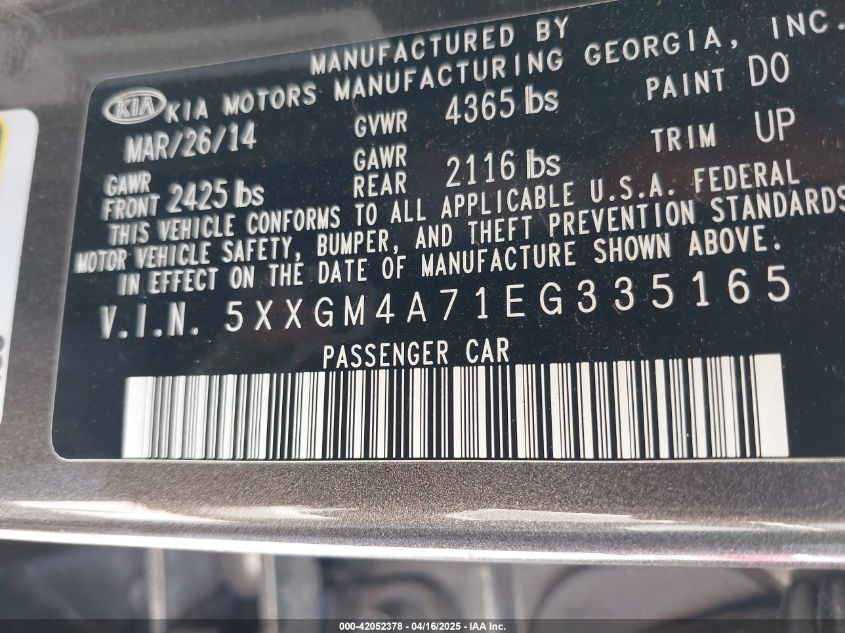 MANUFACTURED BY
KIA KIA MOTORS MANUFACTURING GEORGIA, INC.
MAR/26/14 GVWR 4365 lbs PAINT DO
GAWR FRONT 2425 lbs GAWR REAR 2116 lbs TRIM UP
THIS VEHICLE CONFORMS TO ALL APPLICABLE U.S.A. FEDERAL
MOTOR VEHICLE SAFETY, BUMPER, AND THEFT PREVENTION STANDARDS
IN EFFECT ON THE DATE OF MANUFACTURE SHOWN ABOVE.
V.I.N. 5XXGM4A71EG335165
PASSENGER CAR
000-42052378 - 04/16/2025 - IAA Inc.